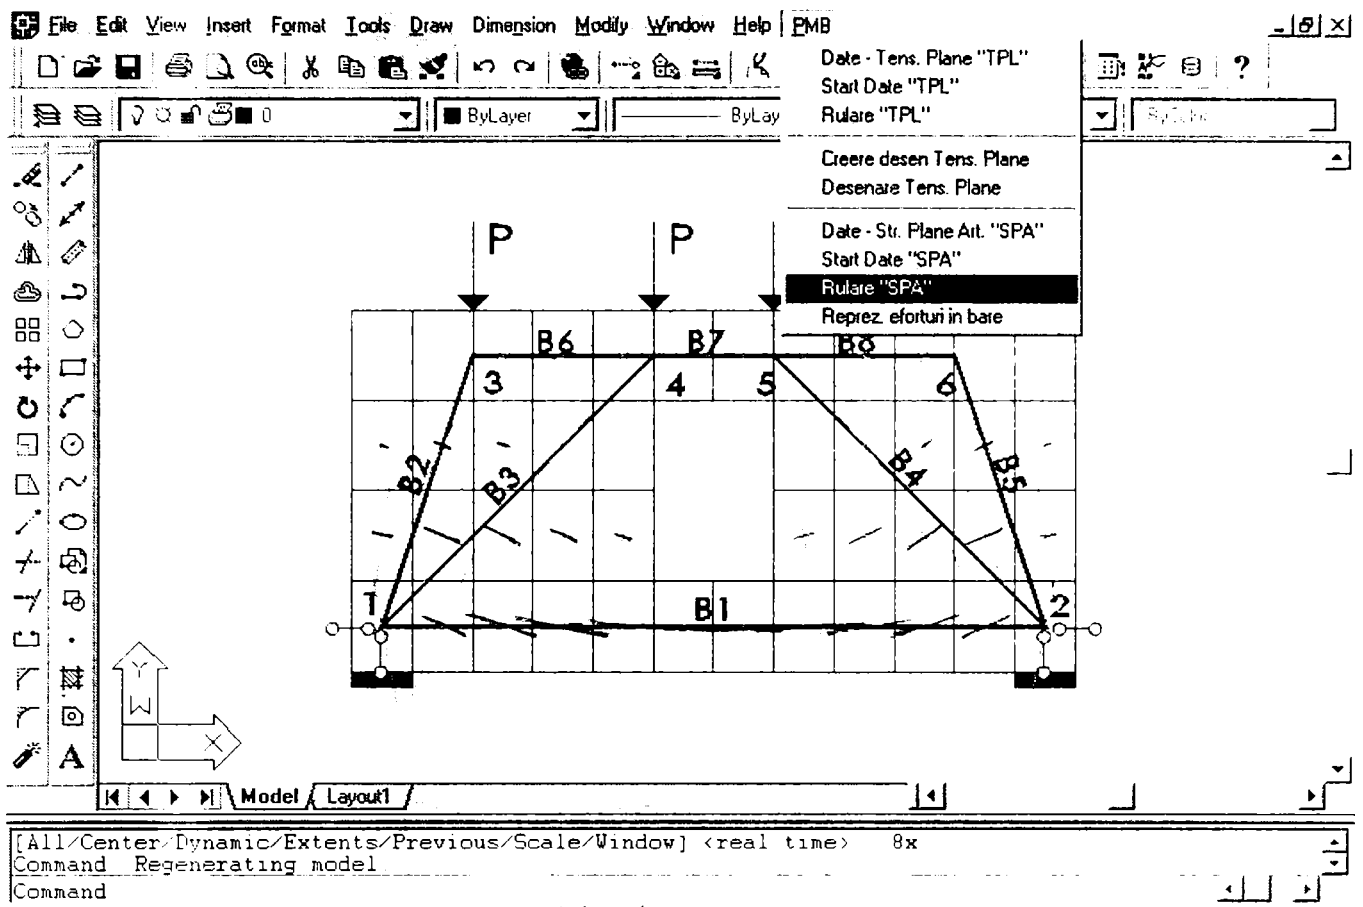 File Edit View Insert Format Tools Draw Dimension Modify Window Help PMB
Date - Tens. Plane "TPL"
Start Date "TPL"
Rulare "TPL"
Creere desen Tens. Plane
Desenare Tens. Plane
Date - Str. Plane Art. "SPA"
Start Date "SPA"
Rulare "SPA"
Reprez. eforturi in bare
0 ByLayer ByLay
P P
B6 B7 B8
3 4 5 6
B2 B3 B4 B5
1 B1 2
Y
W X
A
Model Layout1
[All/Center/Dynamic/Extents/Previous/Scale/Window] <real time> 8x
Command Regenerating model
Command